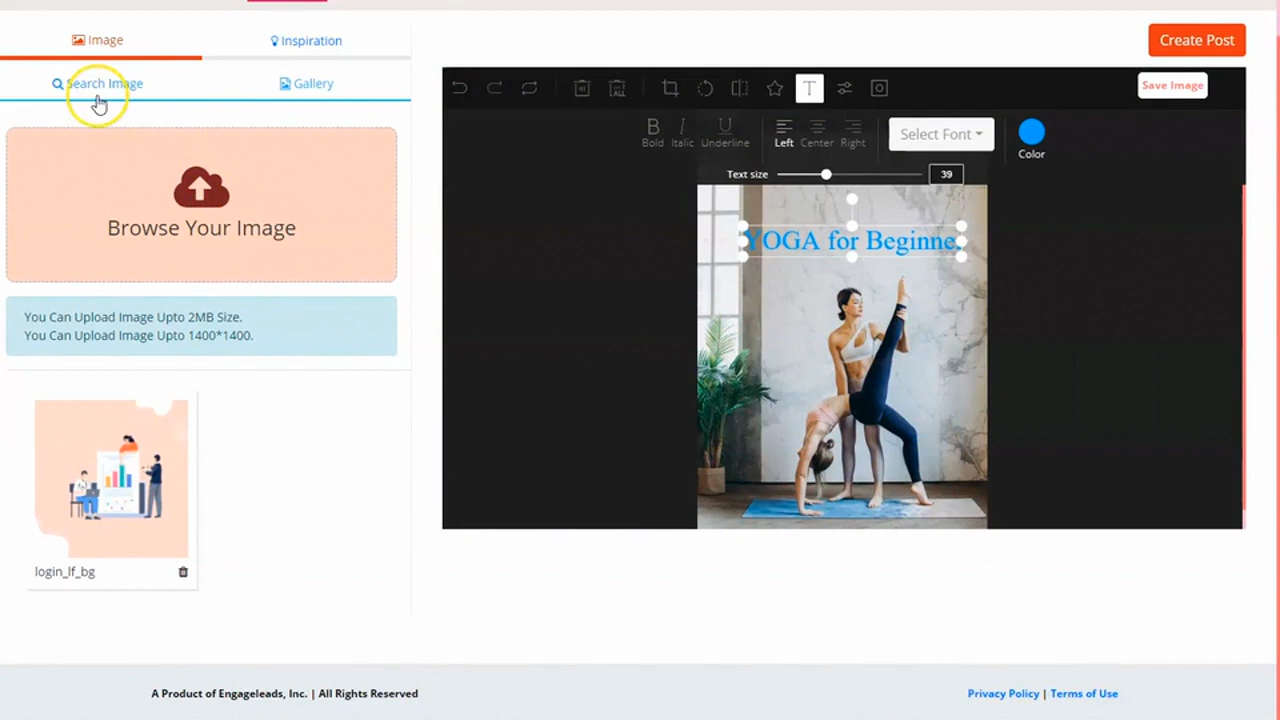 Image
Inspiration
Create Post
Search Image
Gallery
ALL
T
Save Image
B
I
U
Bold
Italic
Underline
Left
Center
Right
Select Font
Color
Text size
39
Browse Your Image
YOGA for Beginne
You Can Upload Image Upto 2MB Size.
You Can Upload Image Upto 1400*1400.
login_lf_bg
A Product of Engageleads, Inc. | All Rights Reserved
Privacy Policy | Terms of Use